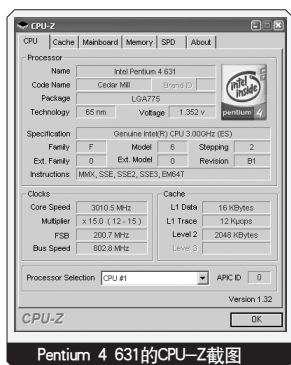 CPU-Z
CPU Cache Mainboard Memory SPD About
Processor
Name Intel Pentium 4 631
Code Name Cedar Mill Brand ID
Package LGA775
Technology 65 nm Voltage 1.352 v
intel inside
pentium 4
Specification Genuine Intel(R) CPU 3.00GHz (ES)
Family F Model 6 Stepping 2
Ext. Family 0 Ext. Model 0 Revision B1
Instructions MMX, SSE, SSE2, SSE3, EM64T
Clocks Cache
Core Speed 3010.5 MHz L1 Data 16 KBytes
Multiplier x 15.0 ( 12 - 15 ) L1 Trace 12 Kµops
FSB 200.7 MHz Level 2 2048 KBytes
Bus Speed 802.8 MHz Level 3
Processor Selection CPU #1 APIC ID 0
Version 1.32
CPU-Z OK
Pentium 4 631的CPU—Z截图